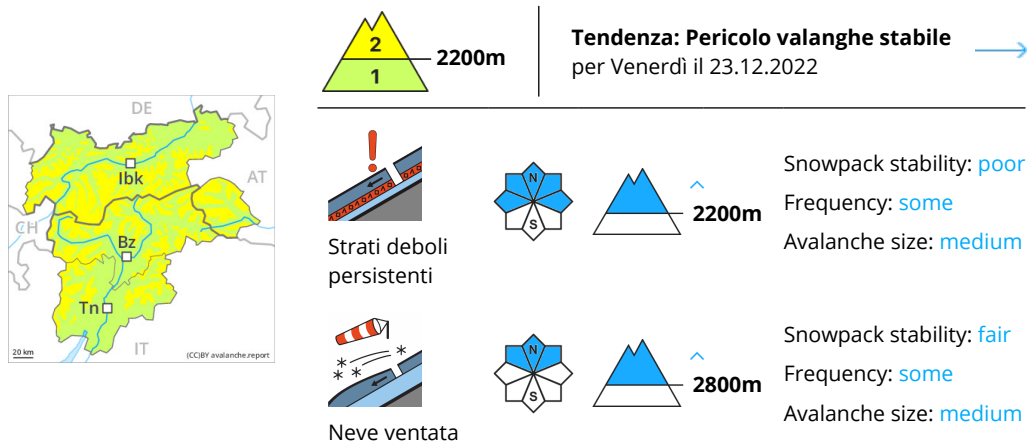 2
1
2200m
Tendenza: Pericolo valanghe stabile
per Venerdì il 23.12.2022
DE
Ibk
AT
CH
Bz
Tn
IT
20 km
(CC)BY avalanche.report
Strati deboli
persistenti
N
S
2200m
Snowpack stability: poor
Frequency: some
Avalanche size: medium
Neve ventata
N
S
2800m
Snowpack stability: fair
Frequency: some
Avalanche size: medium